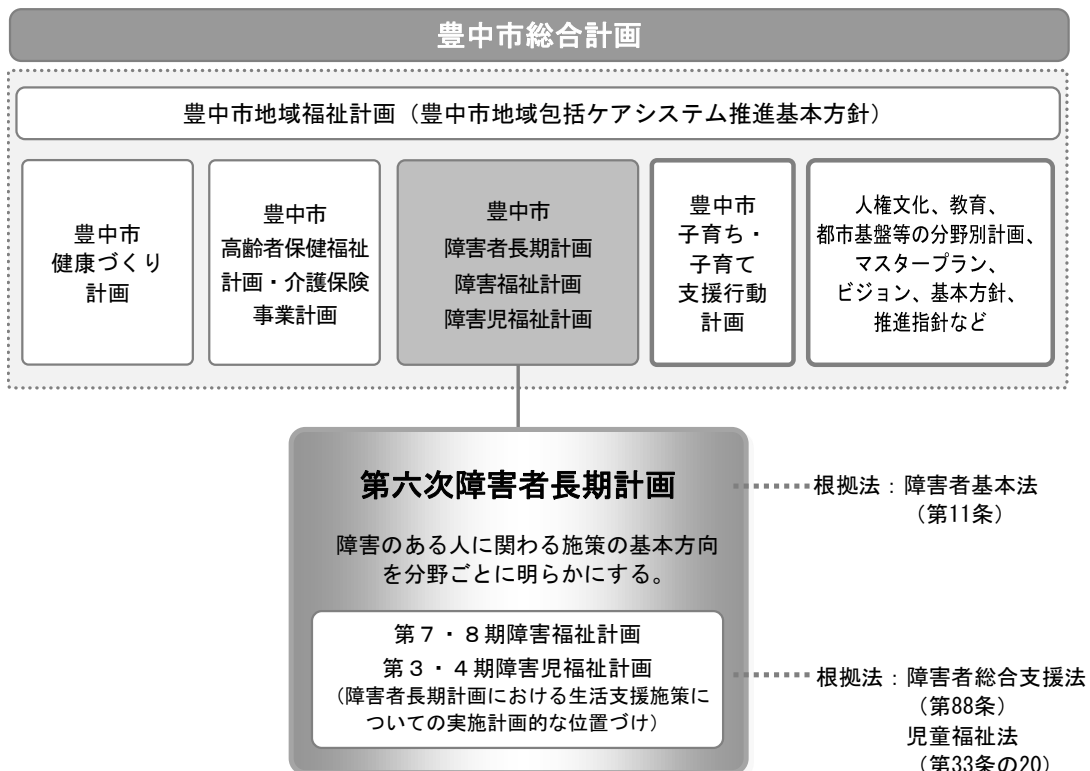 豊中市総合計画
豊中市地域福祉計画(豊中市地域包括ケアシステム推進基本方針)
豊中市
健康づくり
計画
豊中市
高齢者保健福祉
計画・介護保険
事業計画
豊中市
障害者長期計画
障害福祉計画
障害児福祉計画
豊中市
子育ち・
子育て
支援行動
計画
人権文化、教育、
都市基盤等の分野別計画、
マスタープラン、
ビジョン、基本方針、
推進指針など
第六次障害者長期計画
障害のある人に関わる施策の基本方向
を分野ごとに明らかにする。
根拠法:障害者基本法
(第11条)
第7・8期障害福祉計画
第3・4期障害児福祉計画
(障害者長期計画における生活支援施策に
ついての実施計画的な位置づけ)
根拠法:障害者総合支援法
(第88条)
児童福祉法
(第33条の20)